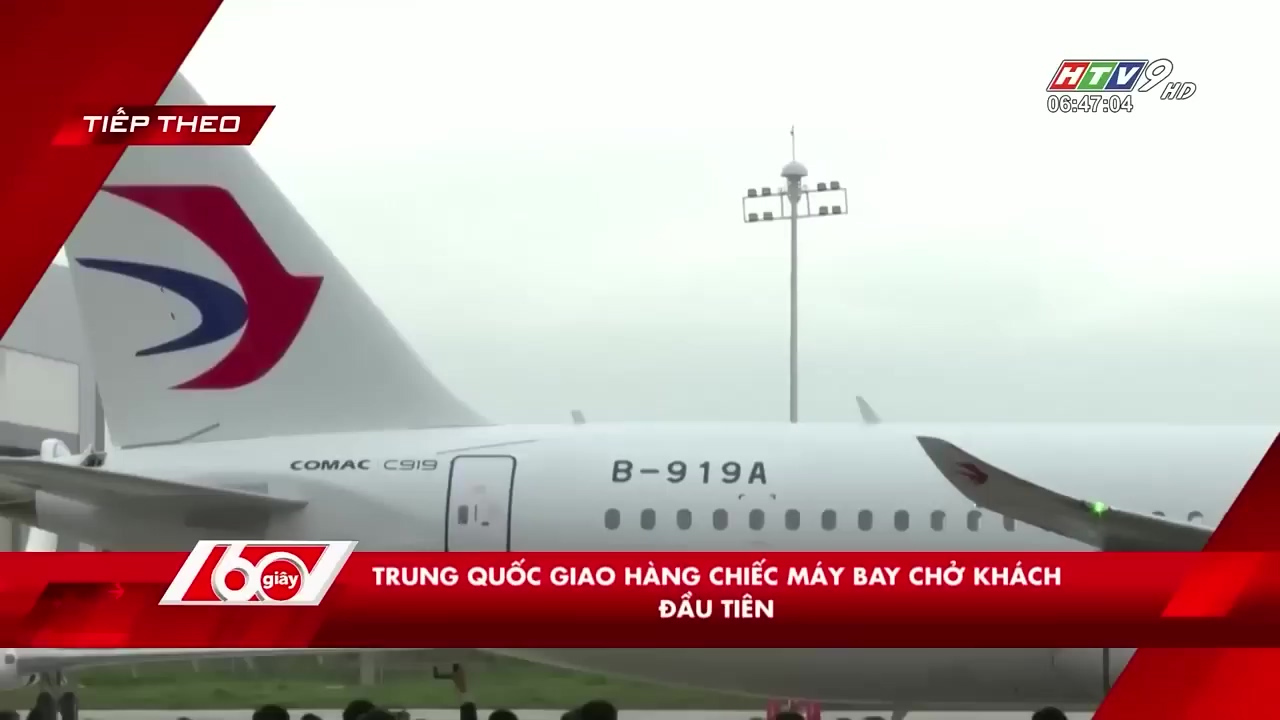 HTV9 HD
06:47:04
TIẾP THEO
COMAC C919
B-919A
60 giây
TRUNG QUỐC GIAO HÀNG CHIẾC MÁY BAY CHỞ KHÁCH
ĐẦU TIÊN